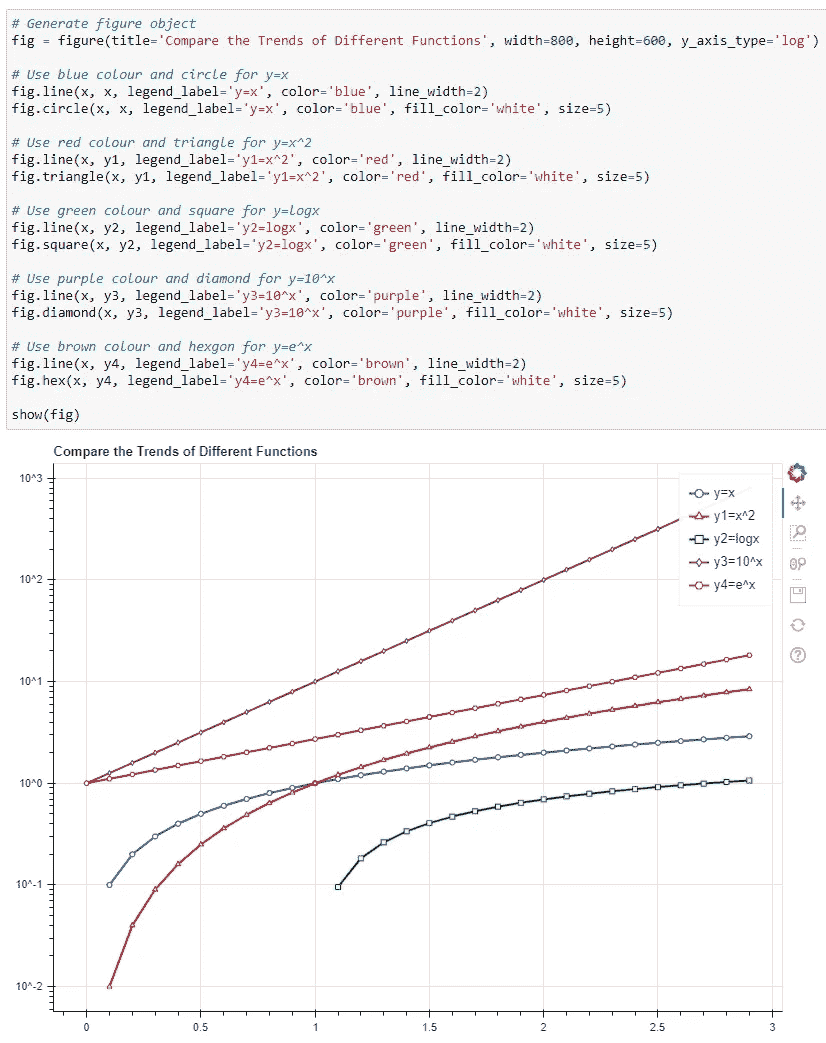 # Generate figure object
fig = figure(title='Compare the Trends of Different Functions', width=800, height=600, y_axis_type='log')
# Use blue colour and circle for y=x
fig.line(x, x, legend_label='y=x', color='blue', line_width=2)
fig.circle(x, x, legend_label='y=x', color='blue', fill_color='white', size=5)
# Use red colour and triangle for y=x^2
fig.line(x, y1, legend_label='y1=x^2', color='red', line_width=2)
fig.triangle(x, y1, legend_label='y1=x^2', color='red', fill_color='white', size=5)
# Use green colour and square for y=logx
fig.line(x, y2, legend_label='y2=logx', color='green', line_width=2)
fig.square(x, y2, legend_label='y2=logx', color='green', fill_color='white', size=5)
# Use purple colour and diamond for y=10^x
fig.line(x, y3, legend_label='y3=10^x', color='purple', line_width=2)
fig.diamond(x, y3, legend_label='y3=10^x', color='purple', fill_color='white', size=5)
# Use brown colour and hexgon for y=e^x
fig.line(x, y4, legend_label='y4=e^x', color='brown', line_width=2)
fig.hex(x, y4, legend_label='y4=e^x', color='brown', fill_color='white', size=5)
show(fig)
Compare the Trends of Different Functions
10^3
y=x
y1=x^2
y2=logx
y3=10^x
y4=e^x
10^2
10^1
10^0
10^-1
10^-2
0 0.5 1 1.5 2 2.5 3